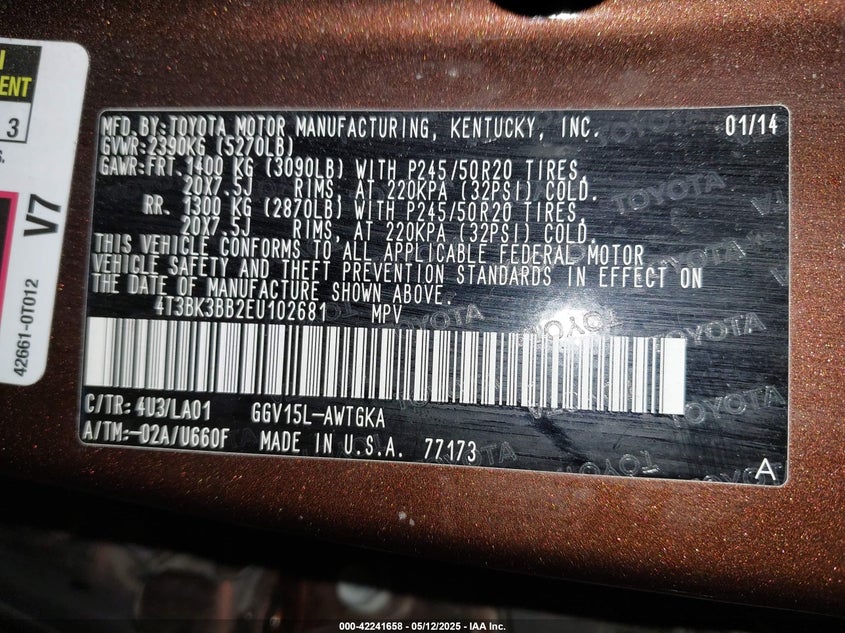 ENT
3
S.
V7
42661-0T012
MFD.BY:TOYOTA MOTOR MANUFACTURING, KENTUCKY, INC. 01/14
GVWR:2390KG (5270LB)
GAWR:FRT.1400 KG (3090LB) WITH P245/50R20 TIRES,
20X7.5J RIMS, AT 220KPA (32PSI) COLD.
RR. 1300 KG (2870LB) WITH P245/50R20 TIRES,
20X7.5J RIMS, AT 220KPA (32PSI) COLD.
THIS VEHICLE CONFORMS TO ALL APPLICABLE FEDERAL MOTOR
VEHICLE SAFETY AND THEFT PREVENTION STANDARDS IN EFFECT ON
THE DATE OF MANUFACTURE SHOWN ABOVE.
4T3BK3BB2EU102681 MPV
C/TR: 4U3/LA01 GGV15L-AWTGKA
A/TM:-02A/U660F MADE IN U.S.A. 77173
A
TOYOTA
000-42241658 - 05/12/2025 - IAA Inc.